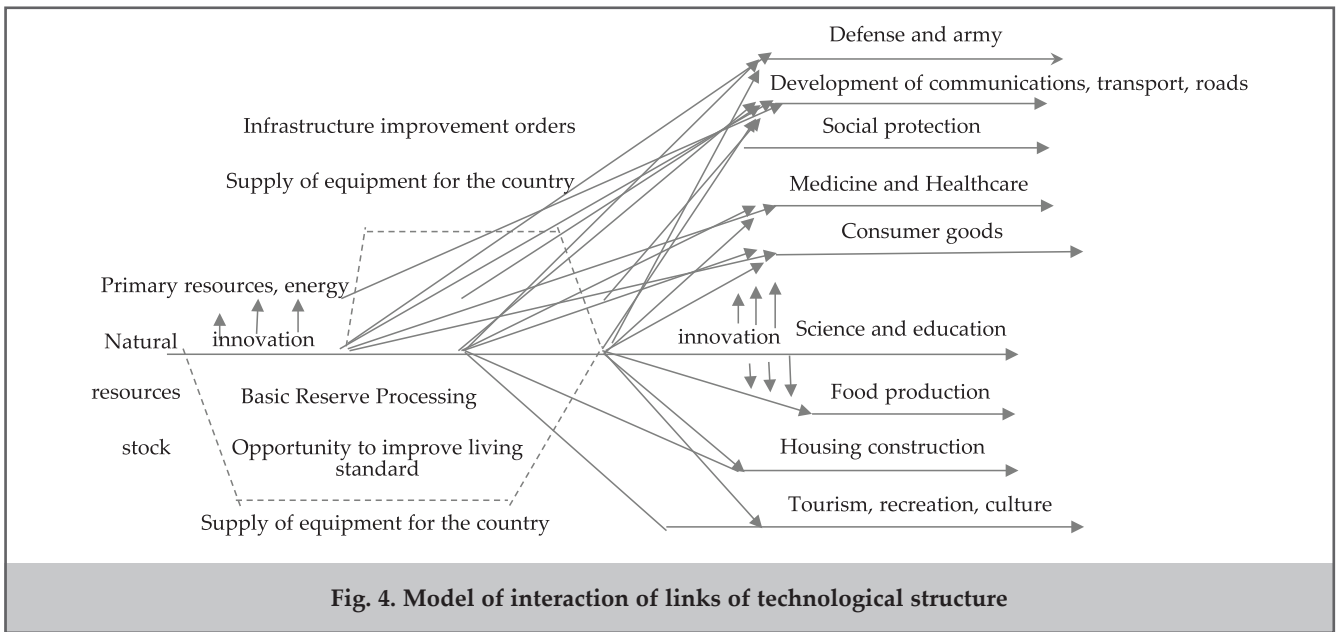 Defense and army
Development of communications, transport, roads
Infrastructure improvement orders
Social protection
Supply of equipment for the country
Medicine and Healthcare
Consumer goods
Primary resources, energy
Natural
innovation
innovation
Science and education
resources
Basic Reserve Processing
Food production
stock
Opportunity to improve living
standard
Housing construction
Supply of equipment for the country
Tourism, recreation, culture
Fig. 4. Model of interaction of links of technological structure